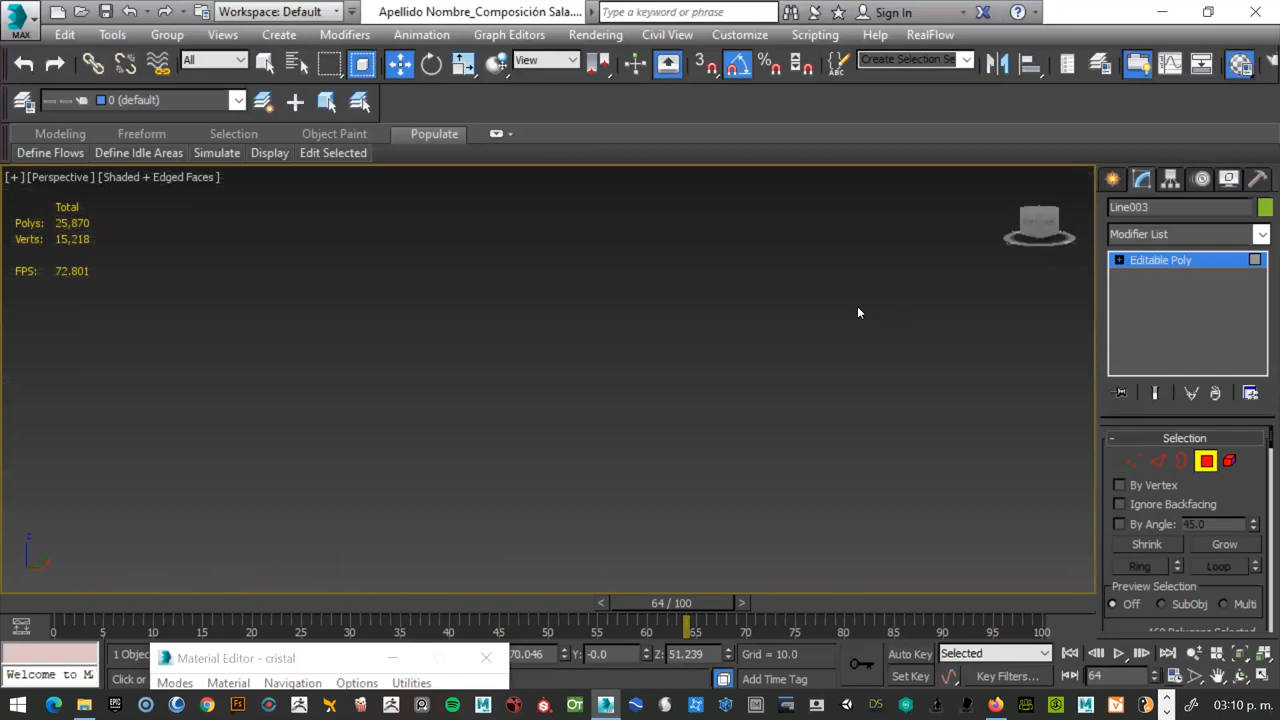 MAX
Workspace: Default
Apellido Nombre_Composición Sala....
Type a keyword or phrase
Sign In
Edit Tools Group Views Create Modifiers Animation Graph Editors Rendering Civil View Customize Scripting Help RealFlow
All
View
3
ABC
Create Selection Se
0 (default)
Modeling Freeform Selection Object Paint Populate
Define Flows Define Idle Areas Simulate Display Edit Selected
[+] [Perspective ] [Shaded + Edged Faces ]
Total
Polys: 25,870
Verts: 15,218
FPS: 72.801
z
Line003
Modifier List
Editable Poly
Selection
By Vertex
Ignore Backfacing
By Angle: 45.0
Shrink Grow
Ring Loop
Preview Selection
Off SubObj Multi
64 / 100
0 5 10 15 20 25 30 35 40 45 50 55 60 65 70 75 80 85 90 95 100
1 Objec
70.046 Y: -0.0 Z: 51.239 Grid = 10.0
Auto Key Selected
Welcome to M
Click or
Material Editor - cristal
Modes Material Navigation Options Utilities
Add Time Tag
Set Key Key Filters... 64
03:10 p. m.